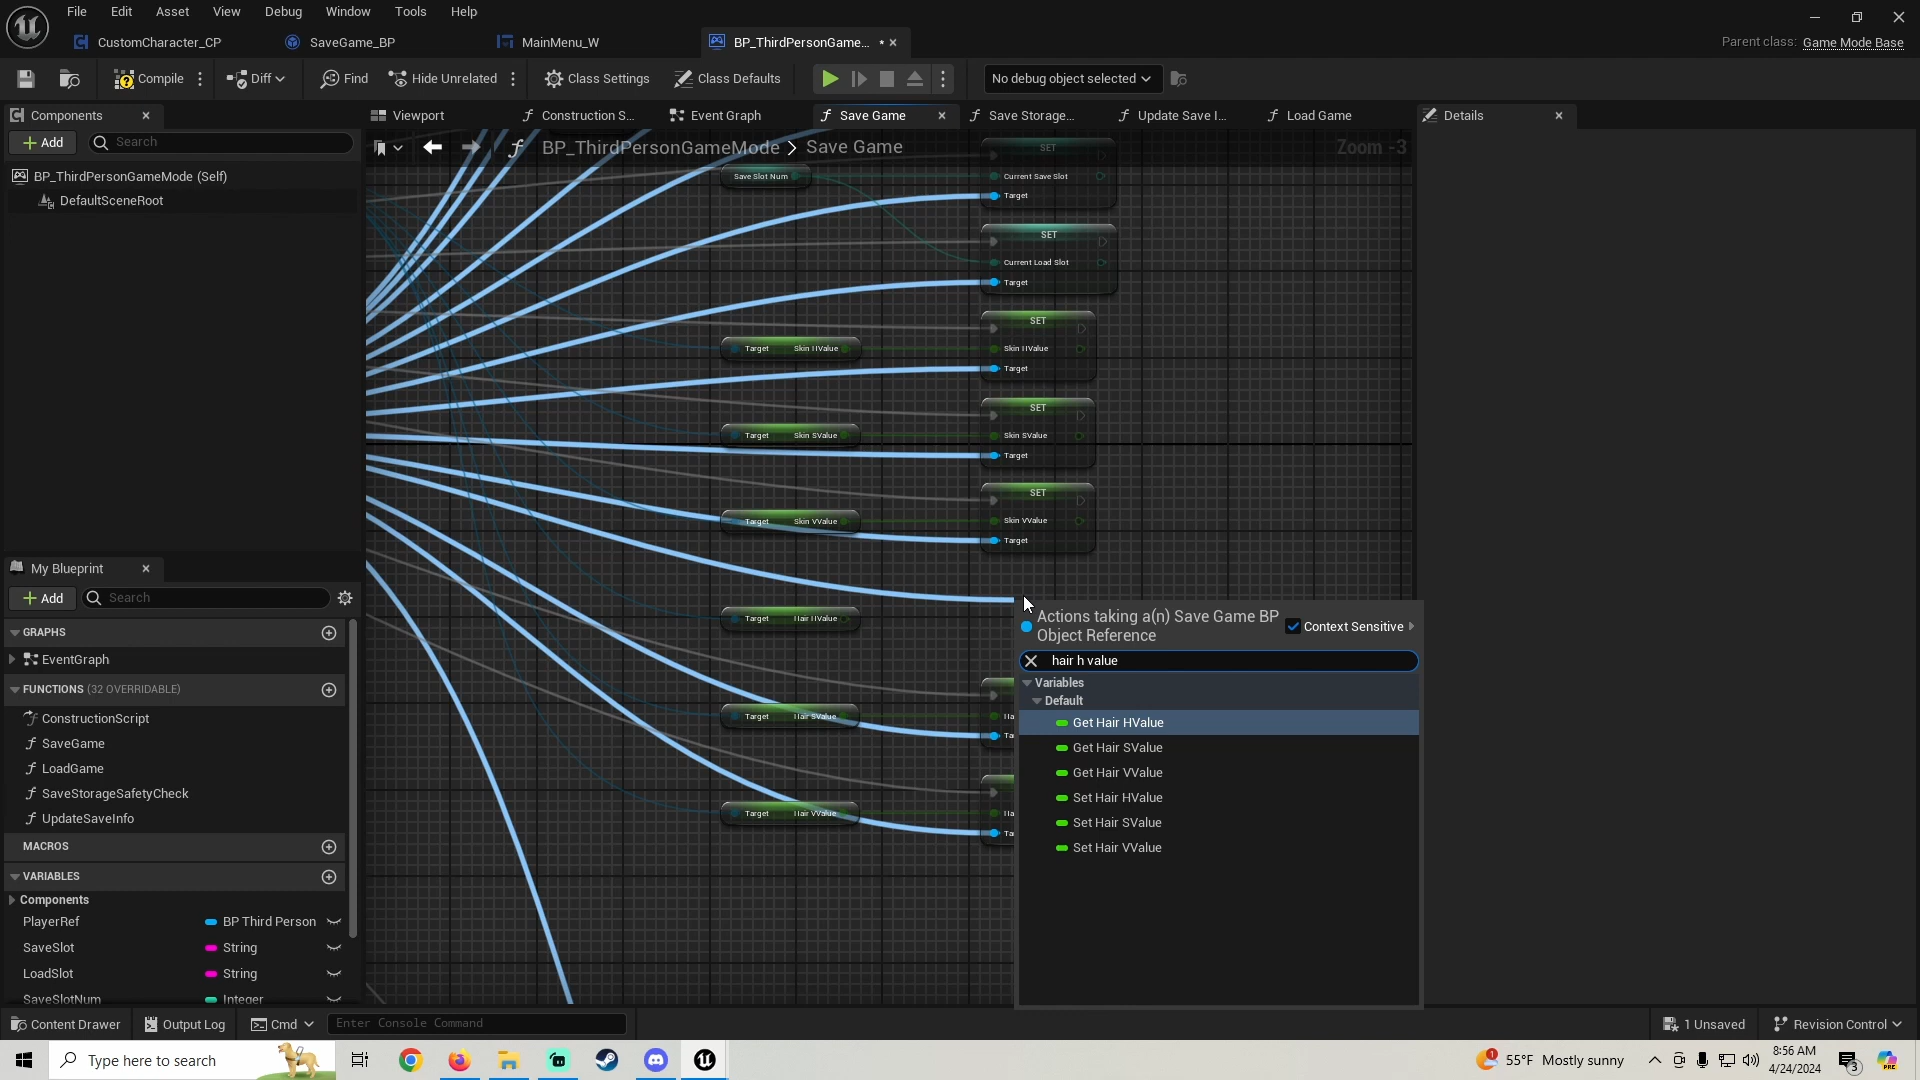 File Edit Asset View Debug Window Tools Help
CustomCharacter_CP SaveGame_BP MainMenu_W BP_ThirdPersonGame... Parent class: Game Mode Base
Compile Diff Find Hide Unrelated Class Settings Class Defaults No debug object selected
Components Viewport Construction S... Event Graph Save Game Save Storage... Update Save I... Load Game Details
Add Search
BP_ThirdPersonGameMode > Save Game Zoom -3
BP_ThirdPersonGameMode (Self)
DefaultSceneRoot
SET
Save Slot Num Current Save Slot
Target
SET
Current Load Slot
Target
SET
Target Skin HValue Skin HValue
Target
SET
Target Skin SValue Skin SValue
Target
SET
Target Skin VValue Skin VValue
Target
My Blueprint
Add Search
GRAPHS
EventGraph
FUNCTIONS (32 OVERRIDABLE)
ConstructionScript
SaveGame
LoadGame
SaveStorageSafetyCheck
UpdateSaveInfo
MACROS
VARIABLES
Components
PlayerRef BP Third Person
SaveSlot String
LoadSlot String
SaveSlotNum Integer
Target Hair HValue
Target Hair SValue
Target Hair VValue
Actions taking a(n) Save Game BP
Object Reference
Context Sensitive
hair h value
Variables
Default
Get Hair HValue
Get Hair SValue
Get Hair VValue
Set Hair HValue
Set Hair SValue
Set Hair VValue
Content Drawer Output Log Cmd Enter Console Command 1 Unsaved Revision Control
Type here to search 55°F Mostly sunny 8:56 AM
4/24/2024